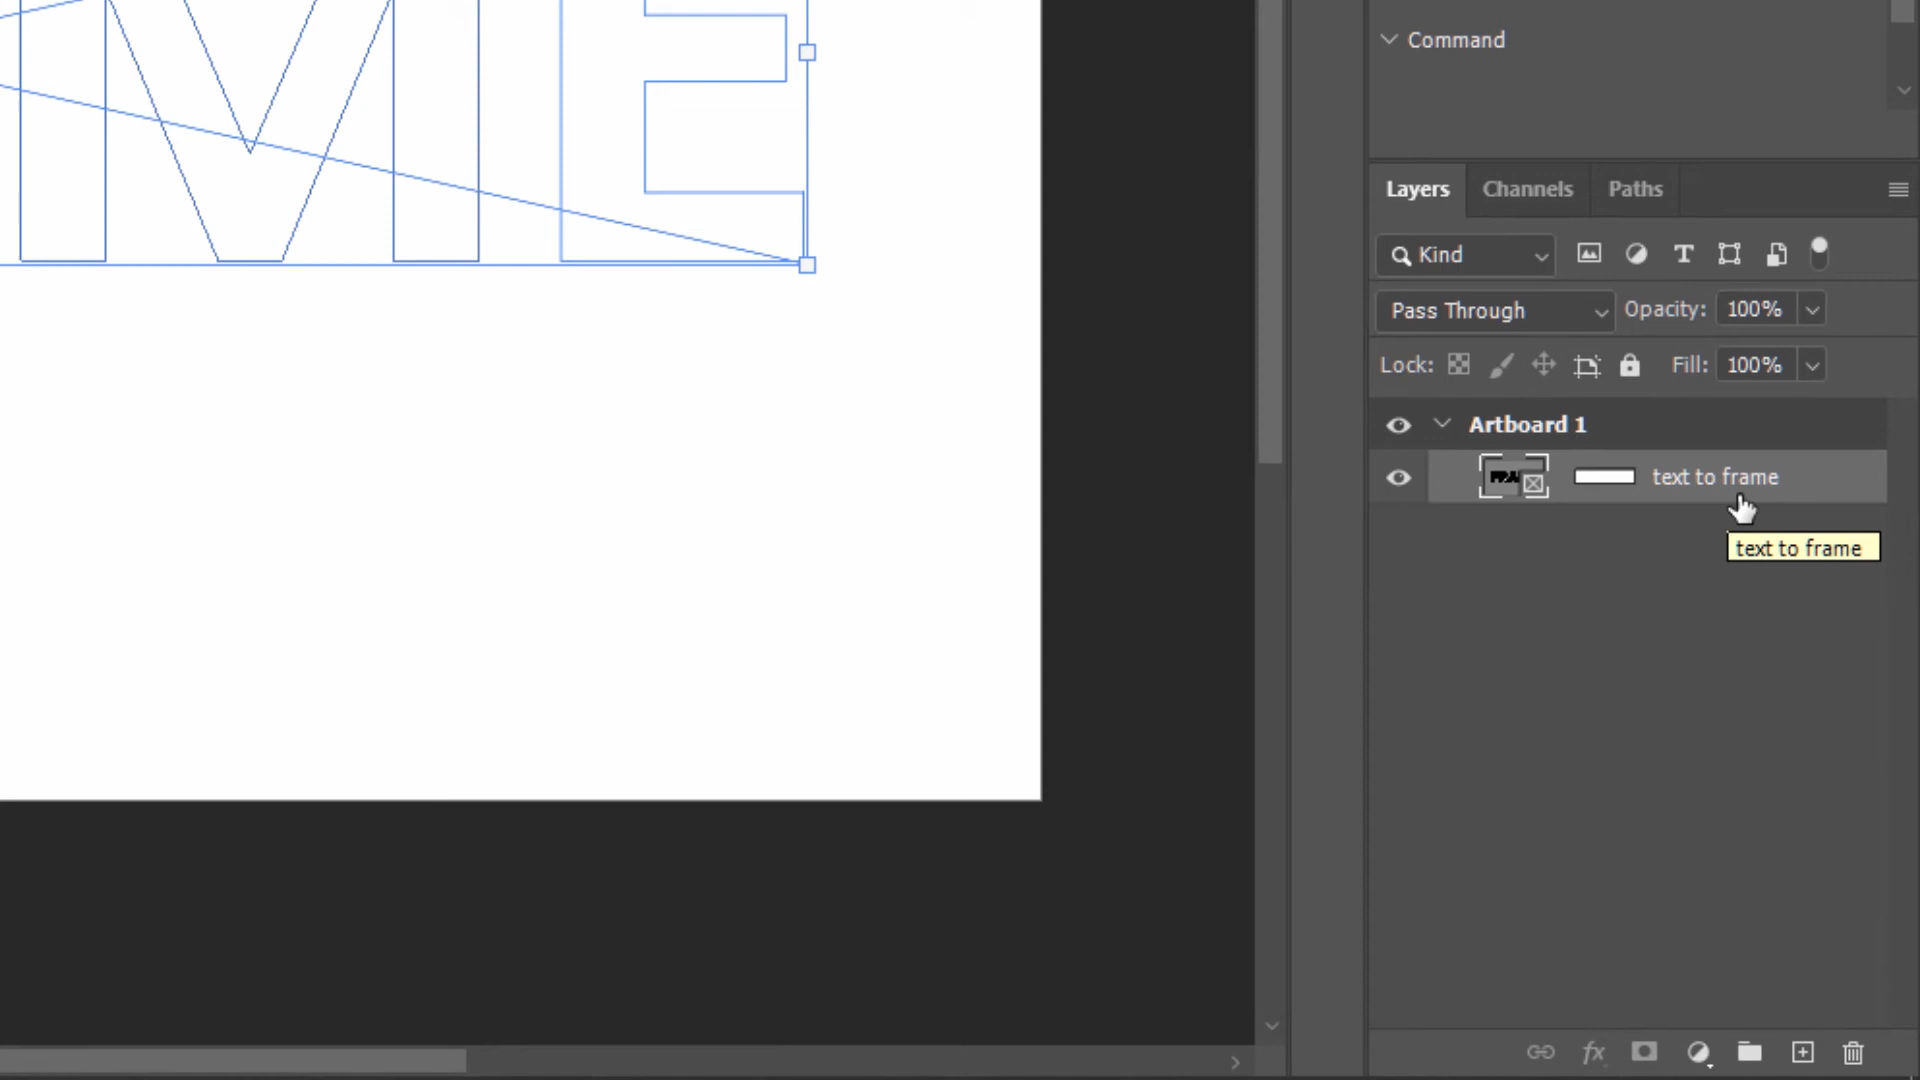 ME
Command
Layers Channels Paths
Kind
Pass Through Opacity: 100%
Lock: Fill: 100%
Artboard 1
text to frame
text to frame
fx